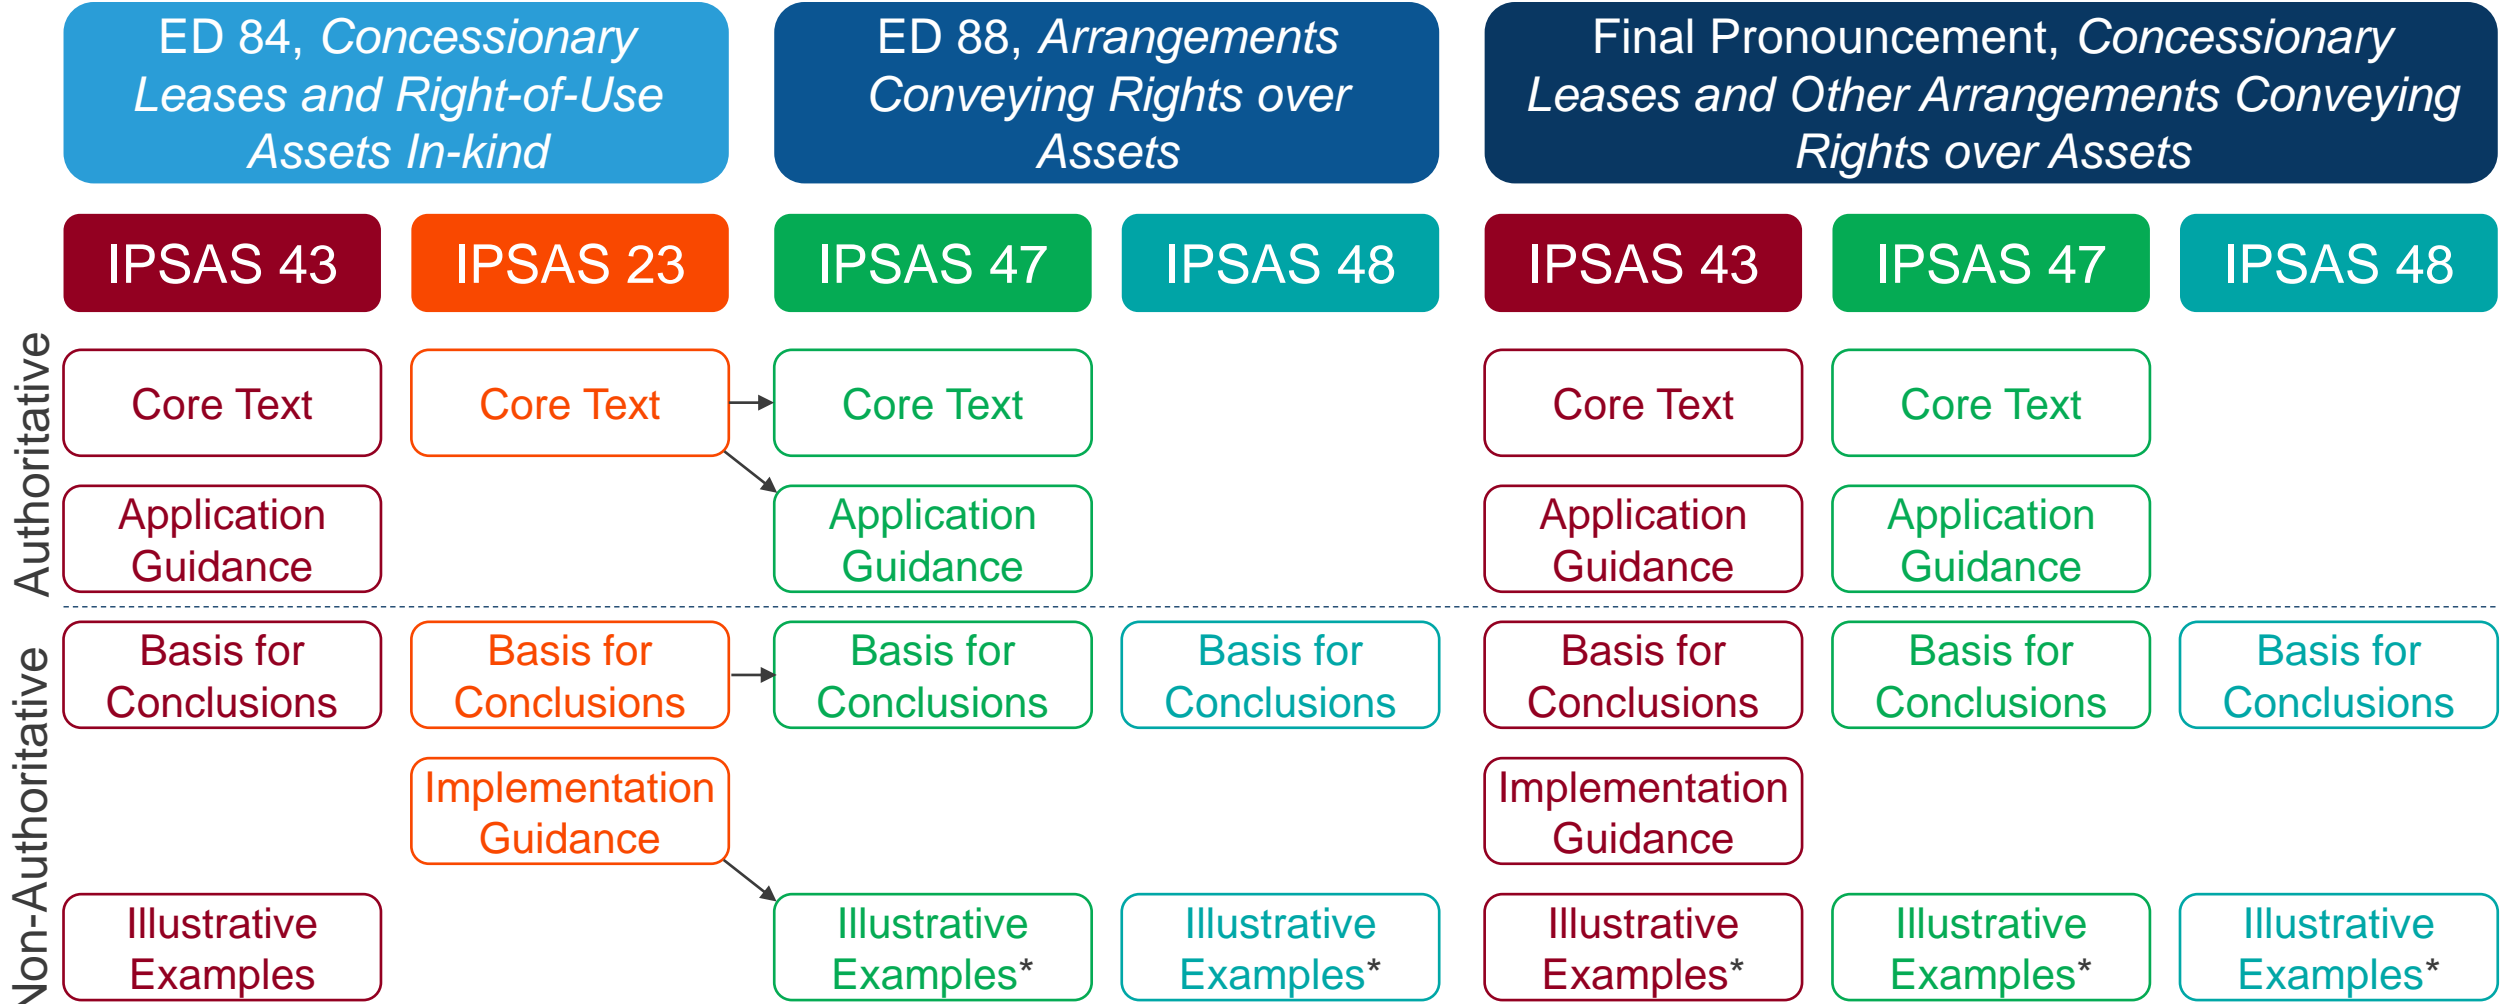 ED 84, Concessionary
Leases and Right-of-Use
Assets In-kind
ED 88, Arrangements
Conveying Rights over
Assets
Final Pronouncement, Concessionary
Leases and Other Arrangements Conveying
Rights over Assets
IPSAS 43
IPSAS 23
IPSAS 47
IPSAS 48
IPSAS 43
IPSAS 47
IPSAS 48
Authoritative
Core Text
Core Text
Core Text
Core Text
Core Text
Application
Guidance
Application
Guidance
Application
Guidance
Application
Guidance
Non-Authoritative
Basis for
Conclusions
Basis for
Conclusions
Basis for
Conclusions
Basis for
Conclusions
Basis for
Conclusions
Basis for
Conclusions
Basis for
Conclusions
Implementation
Guidance
Implementation
Guidance
Illustrative
Examples
Illustrative
Examples*
Illustrative
Examples*
Illustrative
Examples*
Illustrative
Examples*
Illustrative
Examples*